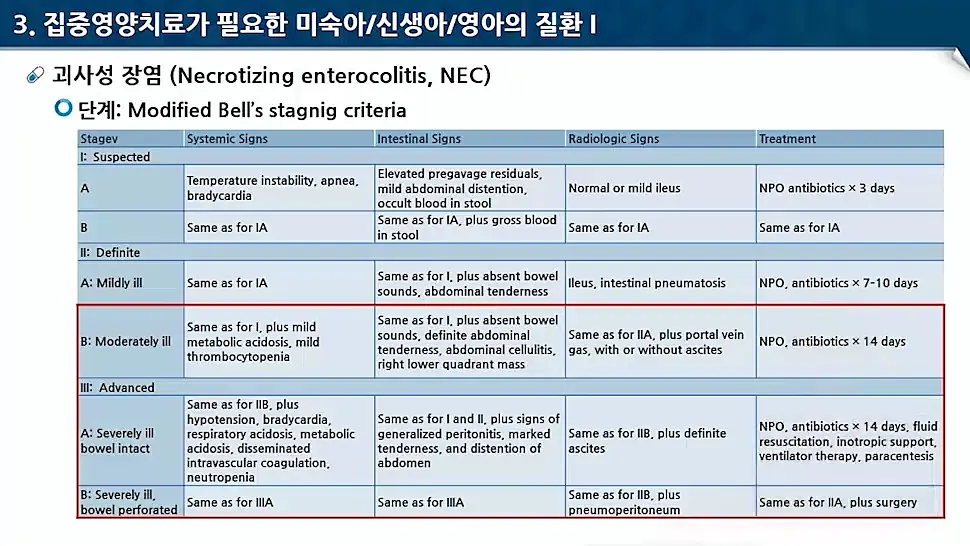 3. 집중영양치료가 필요한 미숙아/신생아/영아의 질환 I
괴사성 장염 (Necrotizing enterocolitis, NEC)
단계: Modified Bell's stagnig criteria
Stagev
Systemic Signs
Intestinal Signs
Radiologic Signs
Treatment
I: Suspected
A
Temperature instability, apnea,
bradycardia
Elevated pregavage residuals,
mild abdominal distention,
occult blood in stool
Normal or mild ileus
NPO antibiotics × 3 days
B
Same as for IA
Same as for IA, plus gross blood
in stool
Same as for IA
Same as for IA
II: Definite
A: Mildly ill
Same as for IA
Same as for I, plus absent bowel
sounds, abdominal tenderness
Ileus, intestinal pneumatosis
NPO, antibiotics × 7-10 days
B: Moderately ill
Same as for I, plus mild
metabolic acidosis, mild
thrombocytopenia
Same as for I, plus absent bowel
sounds, definite abdominal
tenderness, abdominal cellulitis,
right lower quadrant mass
Same as for IIA, plus portal vein
gas, with or without ascites
NPO, antibiotics × 14 days
III: Advanced
A: Severely ill
bowel intact
Same as for IIB, plus
hypotension, bradycardia,
respiratory acidosis, metabolic
acidosis, disseminated
intravascular coagulation,
neutropenia
Same as for I and II, plus signs of
generalized peritonitis, marked
tenderness, and distention of
abdomen
Same as for IIB, plus definite
ascites
NPO, antibiotics × 14 days, fluid
resuscitation, inotropic support,
ventilator therapy, paracentesis
B: Severely ill,
bowel perforated
Same as for IIIA
Same as for IIIA
Same as for IIB, plus
pneumoperitoneum
Same as for IIA, plus surgery